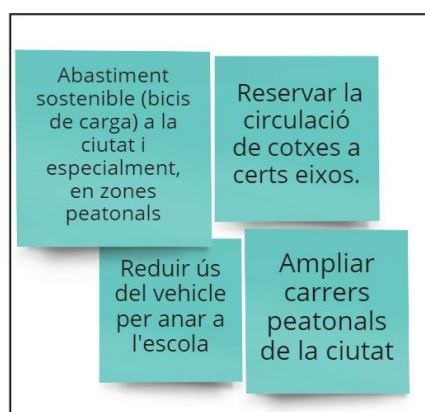 Abastiment
sostenible (bicis
de carga) a la
ciutat i
especialment,
en zones
peatonals
Reservar la
circulació
de cotxes a
certs eixos.
Reduir ús
del vehicle
per anar a
l'escola
Ampliar
carrers
peatonals
de la ciutat